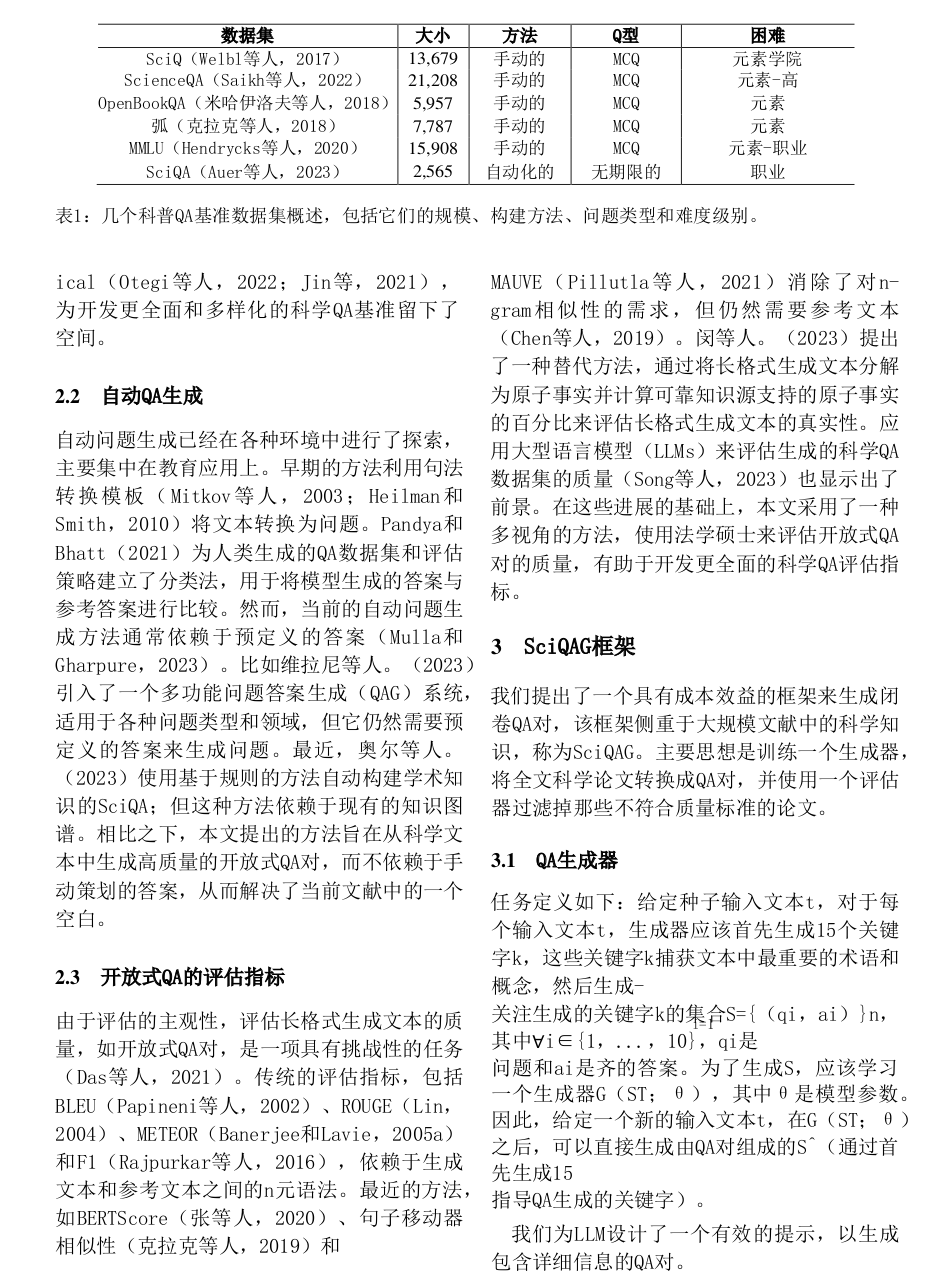 数据集 大小 方法 Q型 困难
SciQ（Welbl等人，2017） 13,679 手动的 MCQ 元素学院
ScienceQA（Saikh等人，2022） 21,208 手动的 MCQ 元素-高
OpenBookQA（米哈伊洛夫等人，2018） 5,957 手动的 MCQ 元素
弧（克拉克等人，2018） 7,787 手动的 MCQ 元素
MMLU（Hendrycks等人，2020） 15,908 手动的 MCQ 元素-职业
SciQA（Auer等人，2023） 2,565 自动化的 无期限的 职业
表1：几个科普QA基准数据集概述，包括它们的规模、构建方法、问题类型和难度级别。
ical（Otegi等人，2022；Jin等，2021），
为开发更全面和多样化的科学QA基准留下了
空间。
2.2 自动QA生成
自动问题生成已经在各种环境中进行了探索，
主要集中在教育应用上。早期的方法利用句法
转换模板（Mitkov等人，2003；Heilman和
Smith，2010）将文本转换为问题。Pandya和
Bhatt（2021）为人类生成的QA数据集和评估
策略建立了分类法，用于将模型生成的答案与
参考答案进行比较。然而，当前的自动问题生
成方法通常依赖于预定义的答案（Mulla和
Gharpure，2023）。比如维拉尼等人。（2023）
引入了一个多功能问题答案生成（QAG）系统，
适用于各种问题类型和领域，但它仍然需要预
定义的答案来生成问题。最近，奥尔等人。
（2023）使用基于规则的方法自动构建学术知
识的SciQA；但这种方法依赖于现有的知识图
谱。相比之下，本文提出的方法旨在从科学文
本中生成高质量的开放式QA对，而不依赖于手
动策划的答案，从而解决了当前文献中的一个
空白。
2.3 开放式QA的评估指标
由于评估的主观性，评估长格式生成文本的质
量，如开放式QA对，是一项具有挑战性的任务
（Das等人，2021）。传统的评估指标，包括
BLEU（Papineni等人，2002）、ROUGE（Lin，
2004）、METEOR（Banerjee和Lavie，2005a）
和F1（Rajpurkar等人，2016），依赖于生成
文本和参考文本之间的n元语法。最近的方法，
如BERTScore（张等人，2020）、句子移动器
相似性（克拉克等人，2019）和
MAUVE（Pillutla等人，2021）消除了对n-
gram相似性的需求，但仍然需要参考文本
（Chen等人，2019）。闵等人。（2023）提出
了一种替代方法，通过将长格式生成文本分解
为原子事实并计算可靠知识源支持的原子事实
的百分比来评估长格式生成文本的真实性。应
用大型语言模型（LLMs）来评估生成的科学QA
数据集的质量（Song等人，2023）也显示出了
前景。在这些进展的基础上，本文采用了一种
多视角的方法，使用法学硕士来评估开放式QA
对的质量，有助于开发更全面的科学QA评估指
标。
3 SciQAG框架
我们提出了一个具有成本效益的框架来生成闭
卷QA对，该框架侧重于大规模文献中的科学知
识，称为SciQAG。主要思想是训练一个生成器，
将全文科学论文转换成QA对，并使用一个评估
器过滤掉那些不符合质量标准的论文。
3.1 QA生成器
任务定义如下：给定种子输入文本t，对于每
个输入文本t，生成器应该首先生成15个关键
字k，这些关键字k捕获文本中最重要的术语和
概念，然后生成-
关注生成的关键字k的集合S={（qi，ai）}n，
i=1
其中∀i∈{1，...，10}，qi是
问题和ai是齐的答案。为了生成S，应该学习
一个生成器G（ST；θ），其中θ是模型参数。
因此，给定一个新的输入文本t，在G（ST；θ）
之后，可以直接生成由QA对组成的S^（通过首
先生成15
指导QA生成的关键字）。
我们为LLM设计了一个有效的提示，以生成
包含详细信息的QA对。